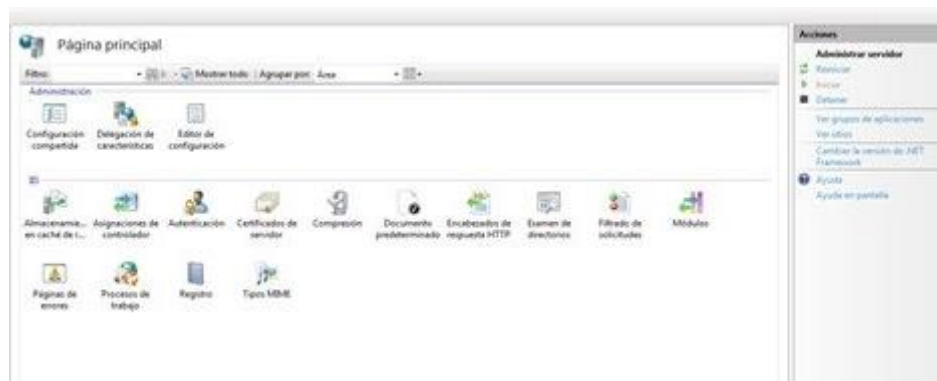 Página principal
Filtro:
Mostrar todo
Agrupar por: Área
Administración
Configuración compartida
Delegación de características
Editor de configuración
IIS
Almacenamie... en caché de r...
Asignaciones de controlador
Autenticación
Certificados de servidor
Compresión
Documento predeterminado
Encabezados de respuesta HTTP
Examen de directorios
Filtrado de solicitudes
Módulos
Páginas de errores
Procesos de trabajo
Registro
Tipos MIME
Acciones
Administrar servidor
Reiniciar
Iniciar
Detener
Ver grupos de aplicaciones
Ver sitios
Cambiar la versión de .NET Framework
Ayuda
Ayuda en pantalla